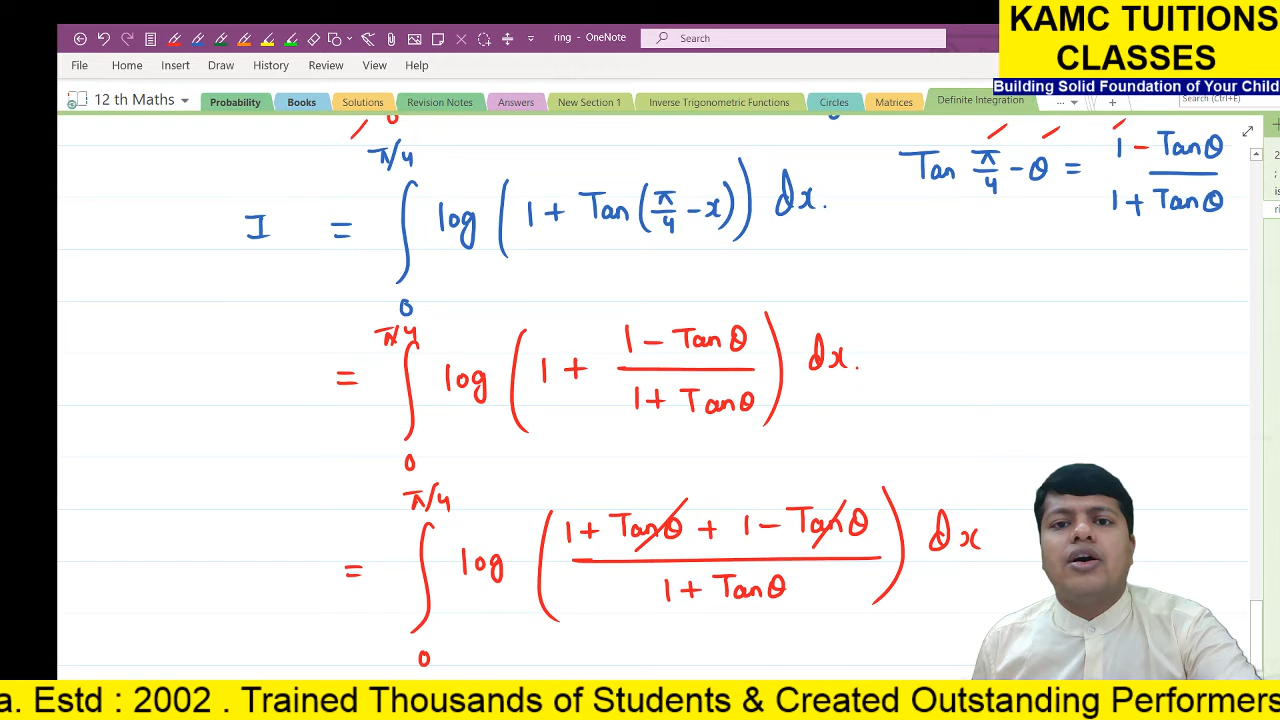 KAMC TUITIONS
CLASSES
Building Solid Foundation of Your Child
ring - OneNote
Search
File Home Insert Draw History Review View Help
12 th Maths
Probability Books Solutions Revision Notes Answers New Section 1 Inverse Trigonometric Functions Circles Matrices Definite Integration ...
Search (Ctrl+E)
Tan π/4 - θ = (1 - Tanθ)/(1 + Tanθ)
I = ∫₀^(π/4) log (1 + Tan (π/4 - x)) dx.
= ∫₀^(π/4) log (1 + (1 - Tanθ)/(1 + Tanθ)) dx.
= ∫₀^(π/4) log ((1 + Tanθ + 1 - Tanθ)/(1 + Tanθ)) dx
a. Estd : 2002 . Trained Thousands of Students & Created Outstanding Performers